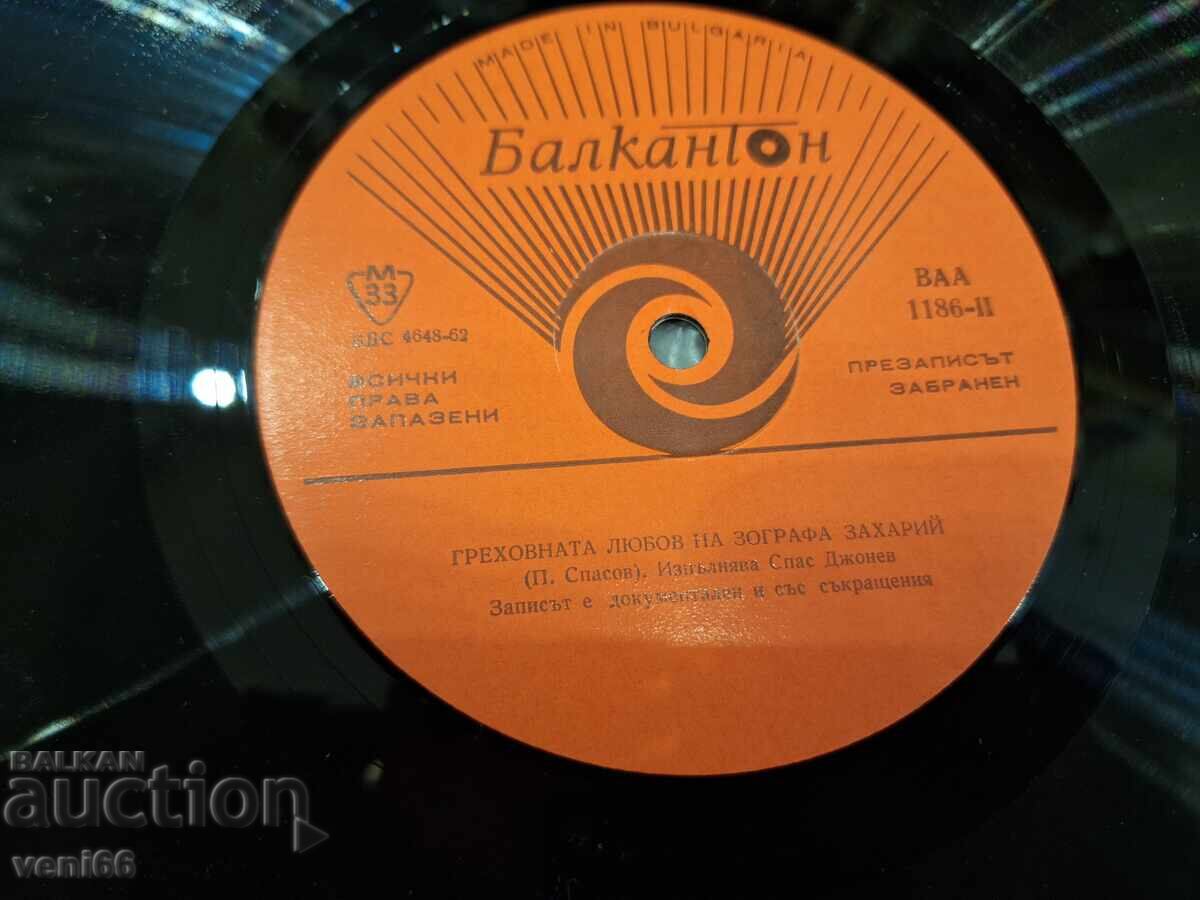 MADE IN BULGARIA
Балкантон
М
33
БДС 4648-62
ВСИЧКИ
ПРАВА
ЗАПАЗЕНИ
ВАА
1186-II
ПРЕЗАПИСЪТ
ЗАБРАНЕН
ГРЕХОВНАТА ЛЮБОВ НА ЗОГРАФА ЗАХАРИЙ
(П. Спасов). Изпълнява Спас Джонев
Записът е документален и със съкращения
BALKAN
auction
veni66